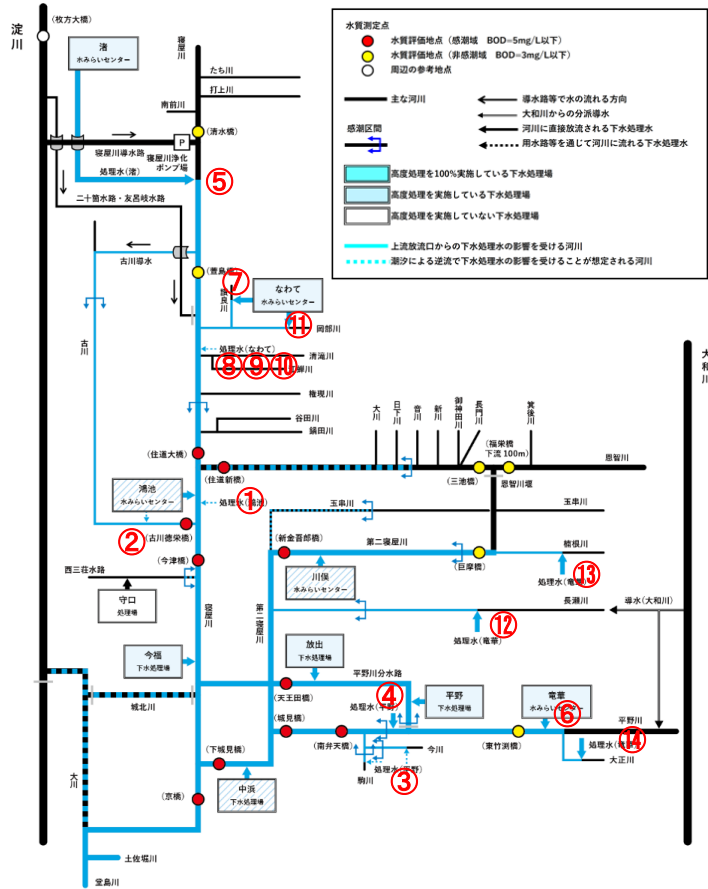 淀川
(枚方大橋)
渚
水みらいセンター
寝屋川
たち川
打上川
南前川
(清水橋)
P
寝屋川導水路
寝屋川浄化
ポンプ場
処理水(渚)
⑤
二十箇水路・友呂岐水路
古川導水
(萱島橋)
⑦
讃良川
なわて
水みらいセンター
⑪
岡部川
処理水(なわて)
清滝川
⑧ ⑨ ⑩
古川
権現川
谷田川
鍋田川
(住道大橋)
(住道新橋)
大川
日下川
音川
新川
御神田川
長門川
(福栄橋
下流100m)
箕後川
恩智川
(三池橋)
恩智川堰
大和川
鴻池
水みらいセンター
処理水(鴻池)
①
②
(古川徳栄橋)
玉串川
玉串川
(新金吾郎橋)
第二寝屋川
(巨摩橋)
楠根川
処理水(竜華)
⑬
(今津橋)
西三荘水路
守口
処理場
川俣
水みらいセンター
寝屋川
第二寝屋川
長瀬川
導水(大和川)
処理水(竜華)
⑫
今福
下水処理場
放出
下水処理場
平野川分水路
(天王田橋)
処理水(平野)
④
平野
下水処理場
竜華
水みらいセンター
⑥
平野川
城北川
(城見橋)
(南弁天橋)
今川
(東竹渕橋)
処理水(竜華)
⑭
大正川
(下城見橋)
処理水(平野)
③
駒川
大川
中浜
下水処理場
(京橋)
土佐堀川
堂島川
水質測定点
水質評価地点(感潮域 BOD=5mg/L以下)
水質評価地点(非感潮域 BOD=3mg/L以下)
周辺の参考地点
主な河川
感潮区間
導水路等で水の流れる方向
大和川からの分派導水
河川に直接放流される下水処理水
用水路等を通じて河川に流れる下水処理水
高度処理を100%実施している下水処理場
高度処理を実施している下水処理場
高度処理を実施していない下水処理場
上流放流口からの下水処理水の影響を受ける河川
潮汐による逆流で下水処理水の影響を受けることが想定される河川